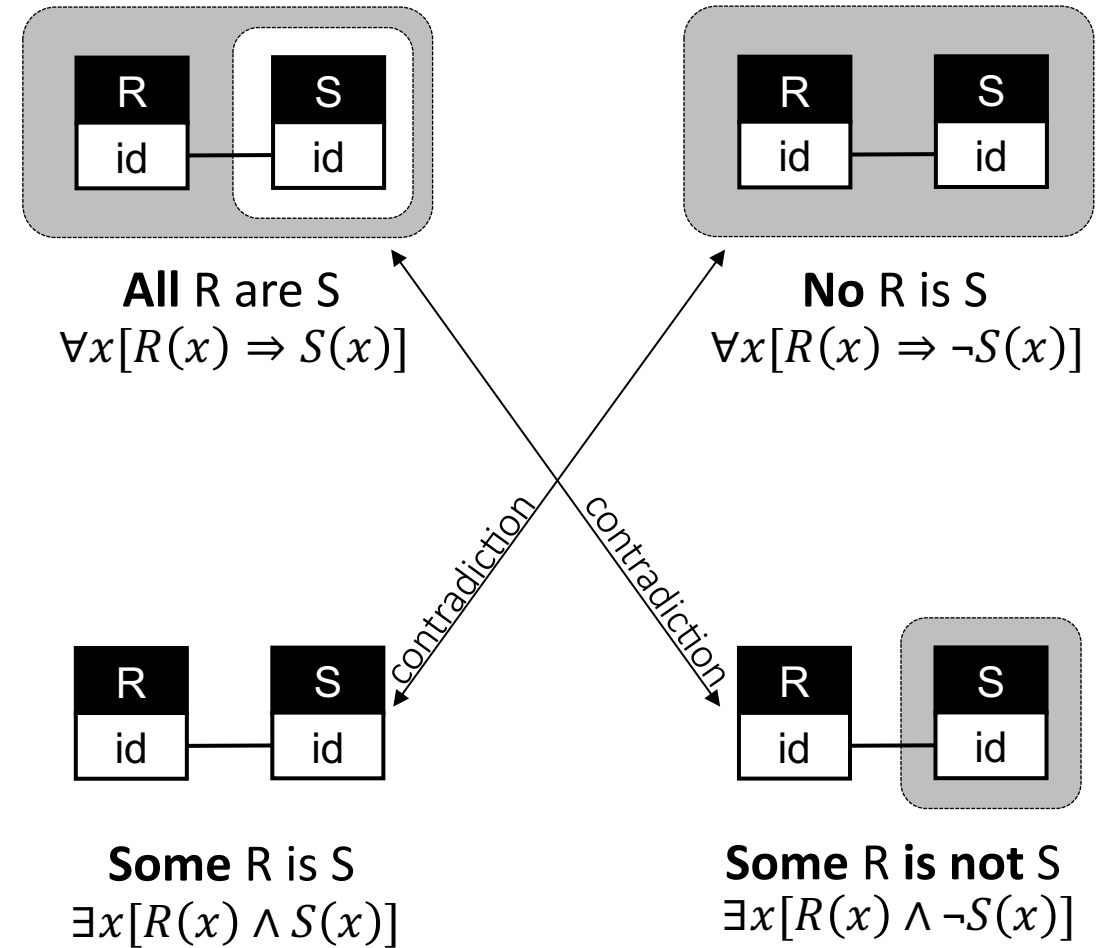 R S
id id
All R are S
∀x[R(x) ⇒ S(x)]
R S
id id
No R is S
∀x[R(x) ⇒ ¬S(x)]
contradiction
contradiction
R S
id id
Some R is S
∃x[R(x) ∧ S(x)]
R S
id id
Some R is not S
∃x[R(x) ∧ ¬S(x)]